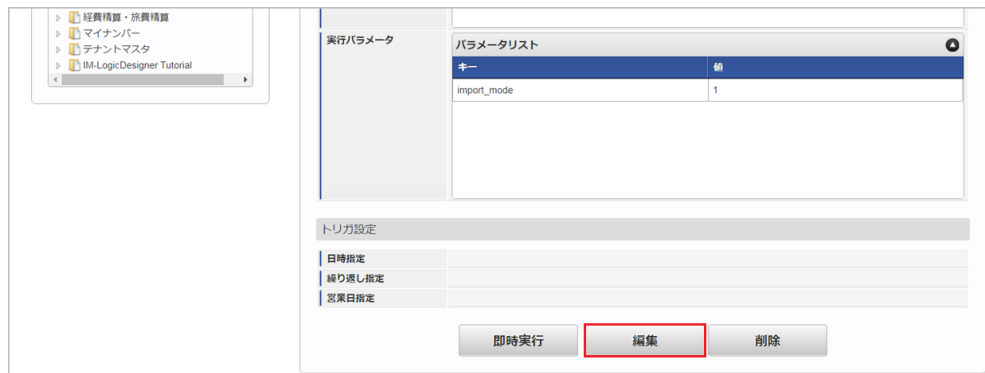 経費精算・旅費精算
マイナンバー
テナントマスタ
IM-LogicDesigner Tutorial
実行パラメータ
パラメータリスト
キー 値
import_mode 1
トリガ設定
日時指定
繰り返し指定
営業日指定
即時実行 編集 削除